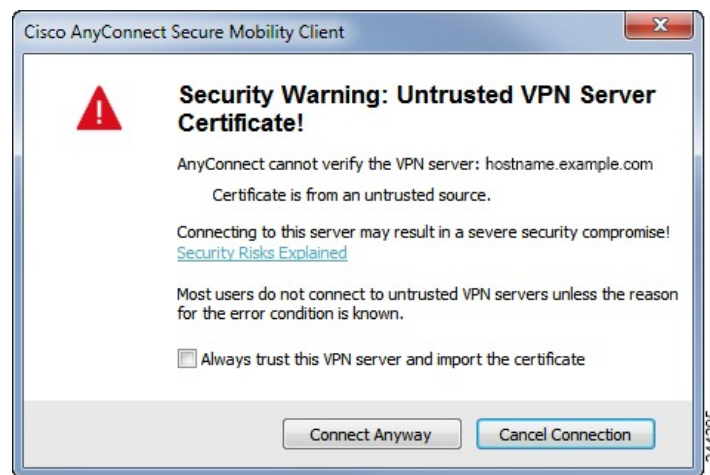 Cisco AnyConnect Secure Mobility Client
Security Warning: Untrusted VPN Server
Certificate!
AnyConnect cannot verify the VPN server: hostname.example.com
Certificate is from an untrusted source.
Connecting to this server may result in a severe security compromise!
Security Risks Explained
Most users do not connect to untrusted VPN servers unless the reason
for the error condition is known.
Always trust this VPN server and import the certificate
Connect Anyway
Cancel Connection